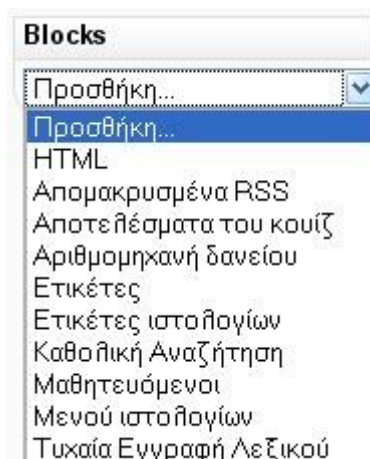 Blocks
Προσθήκη...
Προσθήκη...
HTML
Απομακρυσμένα RSS
Αποτελέσματα του κουίζ
Αριθμομηχανή δανείου
Ετικέτες
Ετικέτες ιστολογίων
Καθολική Αναζήτηση
Μαθητευόμενοι
Μενού ιστολογίων
Τυχαία Εγγραφή Λεξικού